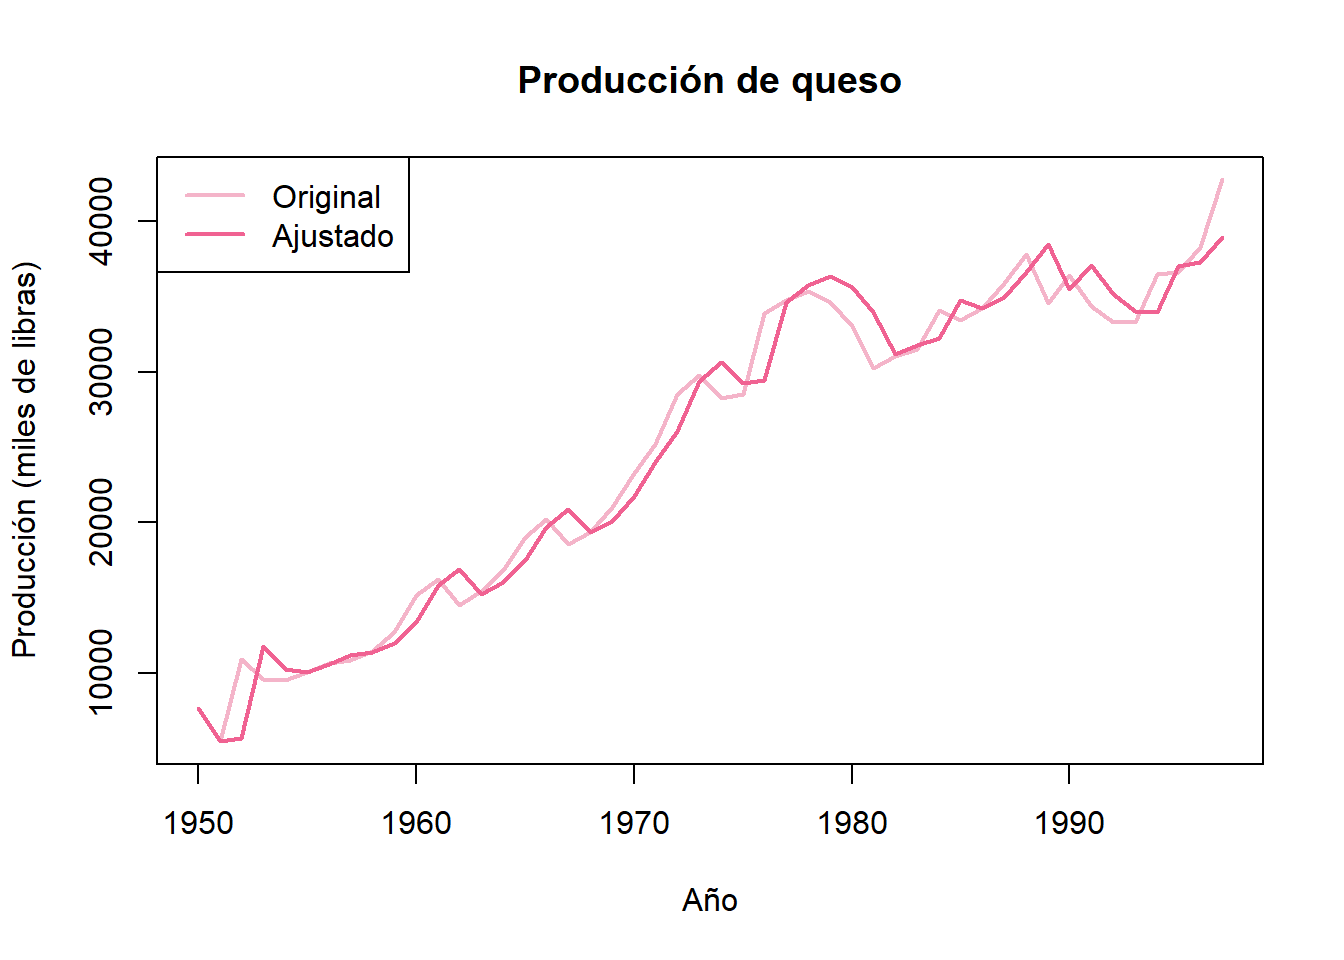 Producción de queso
Original
Ajustado
Producción (miles de libras)
40000
30000
20000
10000
1950 1960 1970 1980 1990
Año